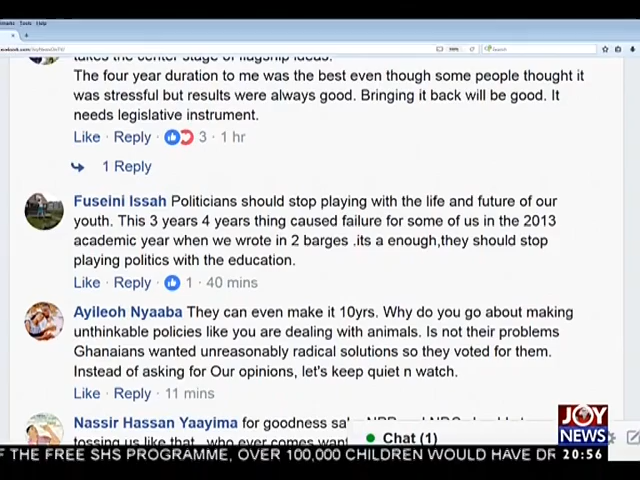 Tools Help
The four year duration to me was the best even though some people thought it
was stressful but results were always good. Bringing it back will be good. It
needs legislative instrument.
Like · Reply · 3 · 1 hr
1 Reply
Fuseini Issah Politicians should stop playing with the life and future of our
youth. This 3 years 4 years thing caused failure for some of us in the 2013
academic year when we wrote in 2 barges .its a enough,they should stop
playing politics with the education.
Like · Reply · 1 · 40 mins
Ayileoh Nyaaba They can even make it 10yrs. Why do you go about making
unthinkable policies like you are dealing with animals. Is not their problems
Ghanaians wanted unreasonably radical solutions so they voted for them.
Instead of asking for Our opinions, let's keep quiet n watch.
Like · Reply · 11 mins
Nassir Hassan Yaayima for goodness
tossing us like that
Chat (1)
JOY
NEWS
F THE FREE SHS PROGRAMME, OVER 100,000 CHILDREN WOULD HAVE
20:56